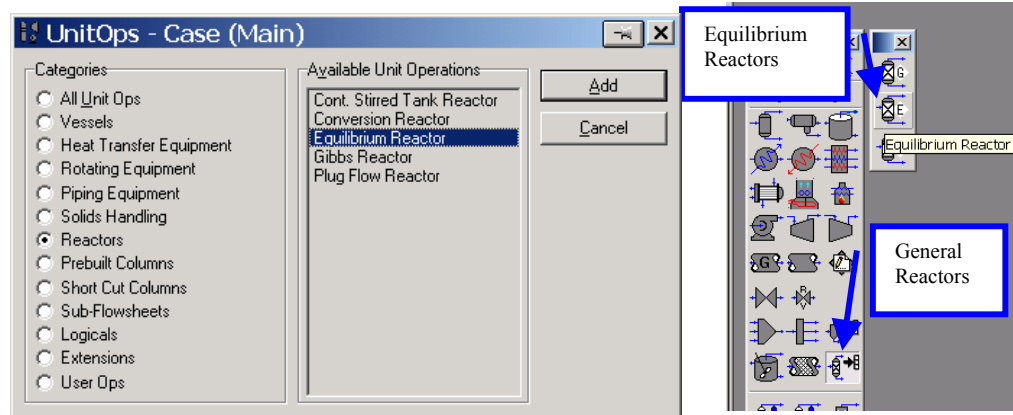 UnitOps - Case (Main)
Categories
All Unit Ops
Vessels
Heat Transfer Equipment
Rotating Equipment
Piping Equipment
Solids Handling
Reactors
Prebuilt Columns
Short Cut Columns
Sub-Flowsheets
Logicals
Extensions
User Ops
Available Unit Operations
Cont. Stirred Tank Reactor
Conversion Reactor
Equilibrium Reactor
Gibbs Reactor
Plug Flow Reactor
Add
Cancel
Equilibrium
Reactors
G
E
Equilibrium Reactor
G
R
V
General
Reactors